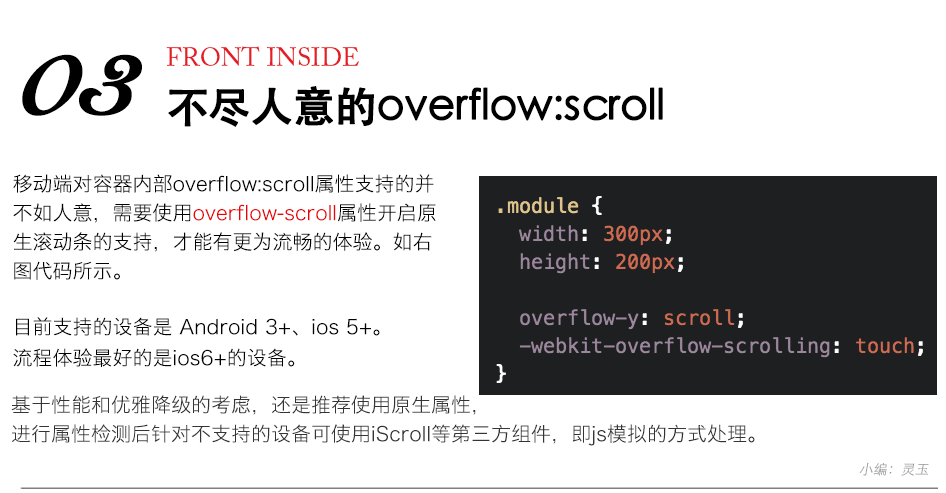 03
FRONT INSIDE
不尽人意的overflow:scroll
移动端对容器内部overflow:scroll属性支持的并
不如人意，需要使用overflow-scroll属性开启原
生滚动条的支持，才能有更为流畅的体验。如右
图代码所示。
目前支持的设备是 Android 3+、ios 5+。
流程体验最好的是ios6+的设备。
.module {
width: 300px;
height: 200px;
overflow-y: scroll;
-webkit-overflow-scrolling: touch;
}
基于性能和优雅降级的考虑，还是推荐使用原生属性，
进行属性检测后针对不支持的设备可使用iScroll等第三方组件，即js模拟的方式处理。
小编：灵玉